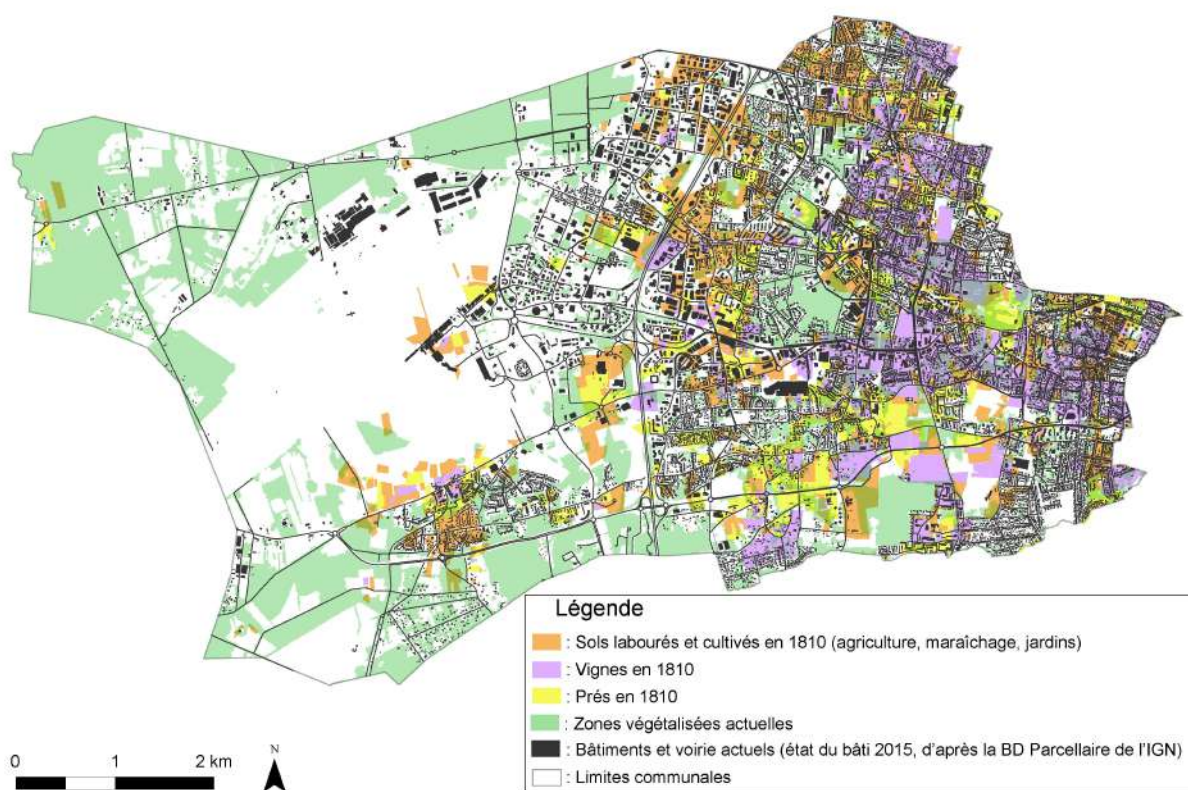 Légende
: Sols labourés et cultivés en 1810 (agriculture, maraîchage, jardins)
: Vignes en 1810
: Prés en 1810
: Zones végétalisées actuelles
: Bâtiments et voirie actuels (état du bâti 2015, d'après la BD Parcellaire de l'IGN)
: Limites communales
0 1 2 km
N